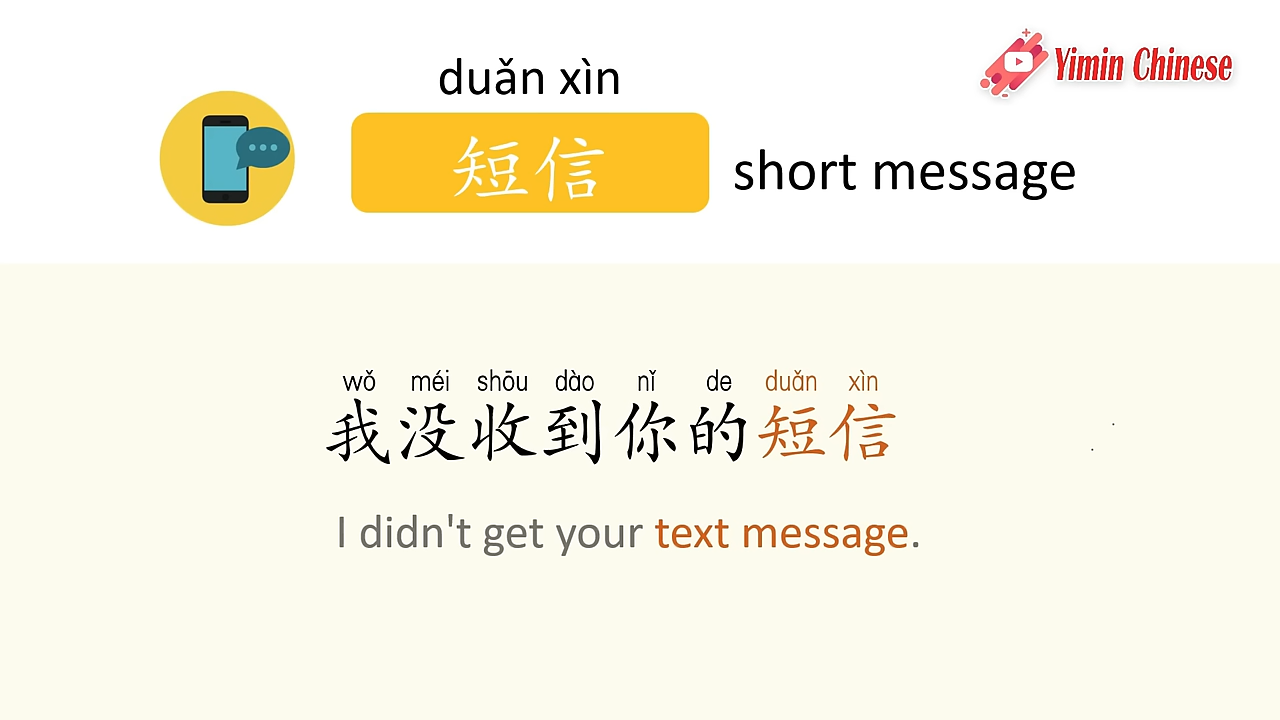 Yimin Chinese
duǎn xìn
短信
short message
wǒ méi shōu dào nǐ de duǎn xìn
我没收到你的短信
I didn't get your text message.